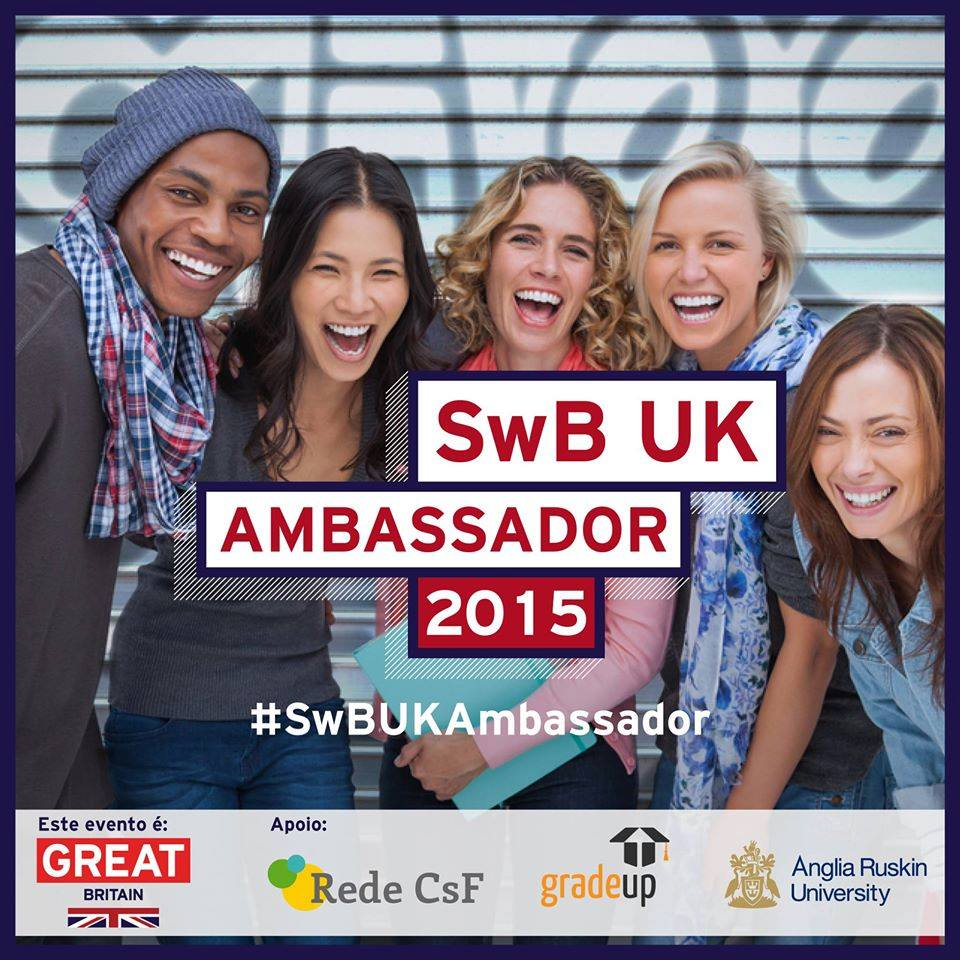 SwB UK
AMBASSADOR
2015
#SwBUKAmbassador
Este evento é:
Apoio:
GREAT
BRITAIN
Rede CsF
gradeup
Anglia Ruskin
University